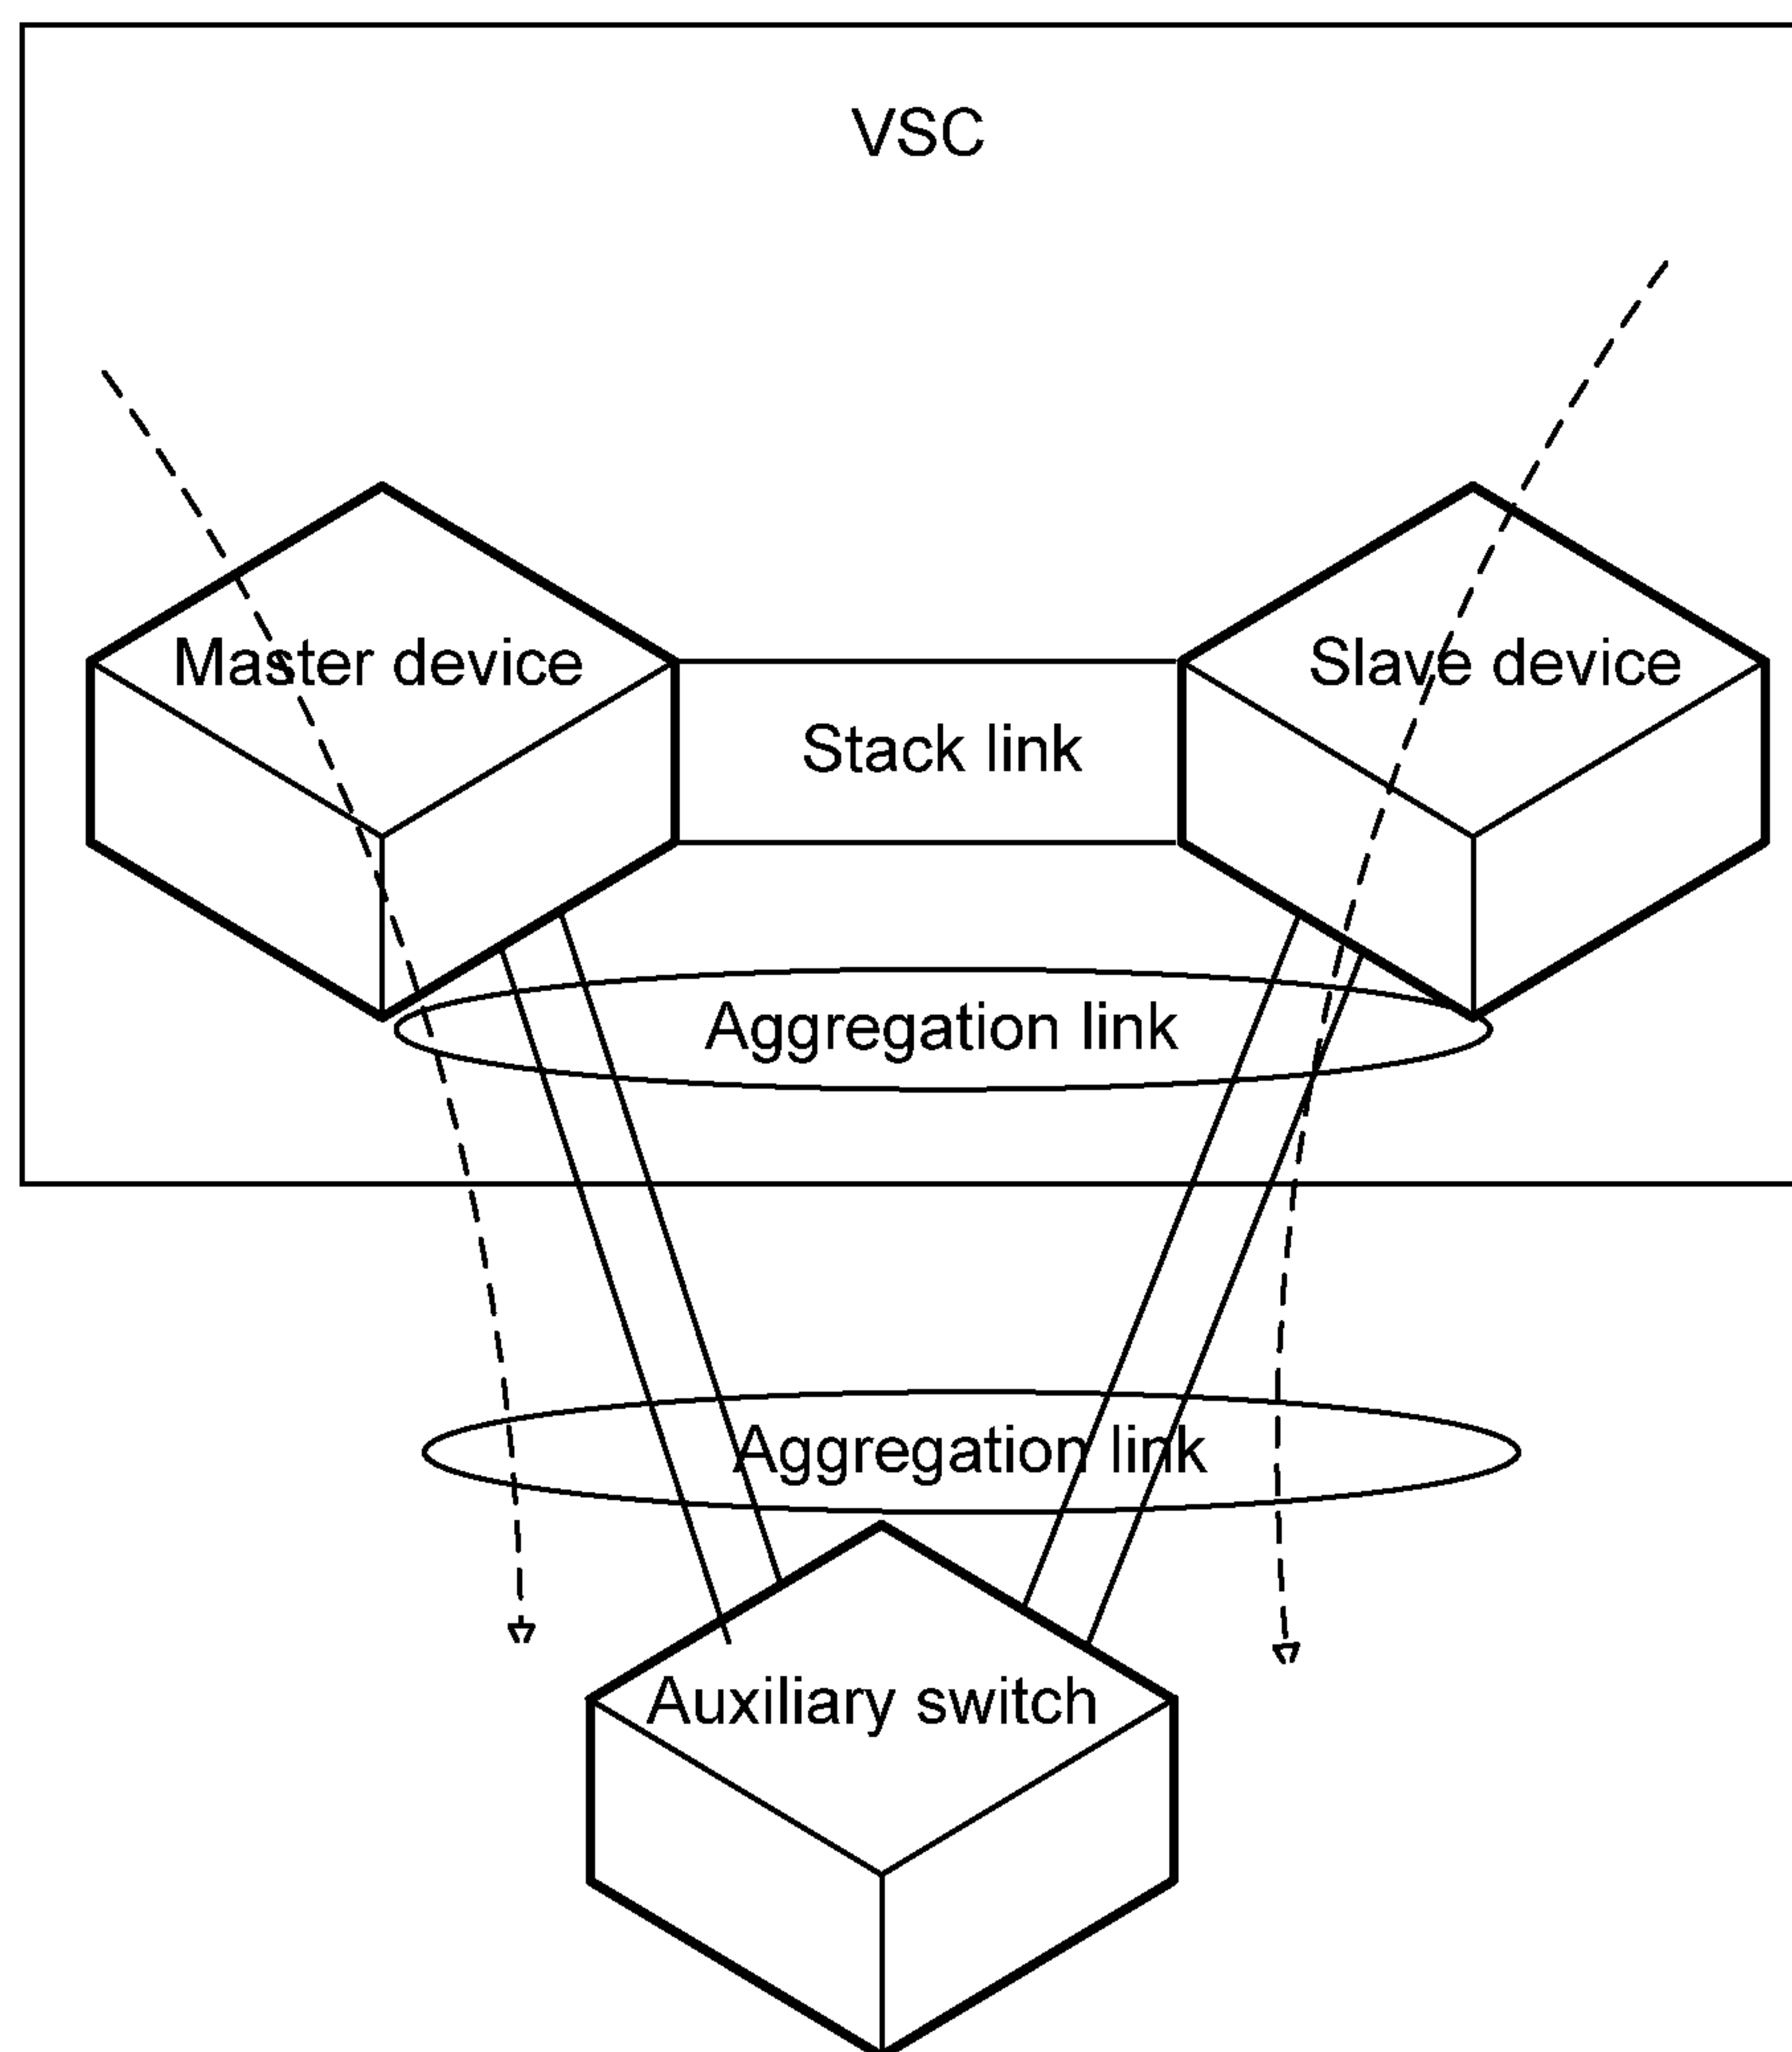 VSC
Master device
Slave device
Stack link
Aggregation link
Aggregation link
Auxiliary switch